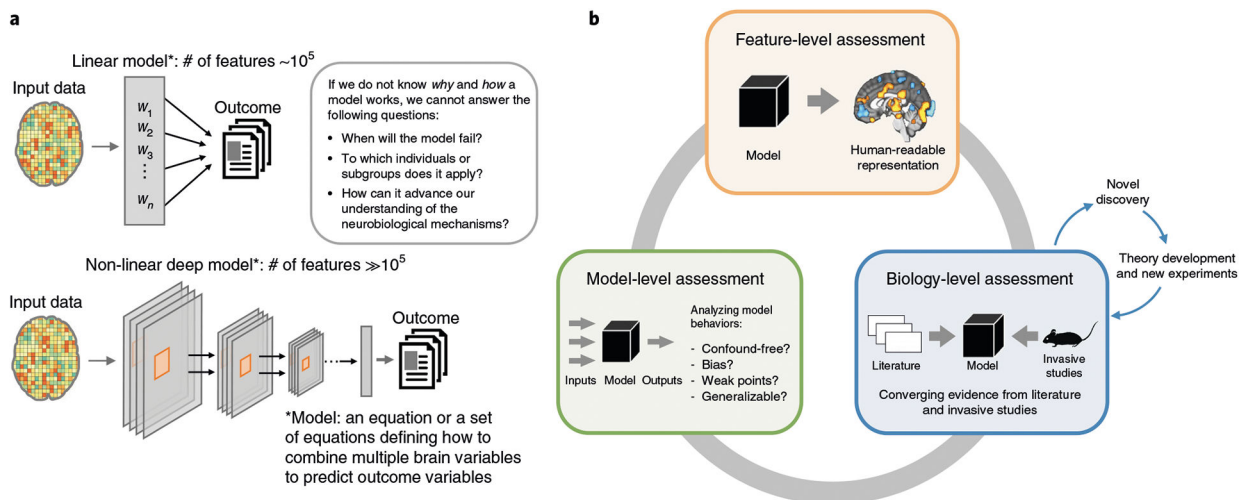 a
Linear model*: # of features ~10⁵
Input data
W₁
W₂
W₃
⋮
Wₙ
Outcome
If we do not know why and how a
model works, we cannot answer the
following questions:
• When will the model fail?
• To which individuals or
subgroups does it apply?
• How can it advance our
understanding of the
neurobiological mechanisms?
Non-linear deep model*: # of features ≫10⁵
Input data
Outcome
*Model: an equation or a set
of equations defining how to
combine multiple brain variables
to predict outcome variables
b
Feature-level assessment
Model
Human-readable
representation
Model-level assessment
Inputs Model Outputs
Analyzing model
behaviors:
- Confound-free?
- Bias?
- Weak points?
- Generalizable?
Biology-level assessment
Literature
Model
Invasive
studies
Converging evidence from literature
and invasive studies
Novel
discovery
Theory development
and new experiments